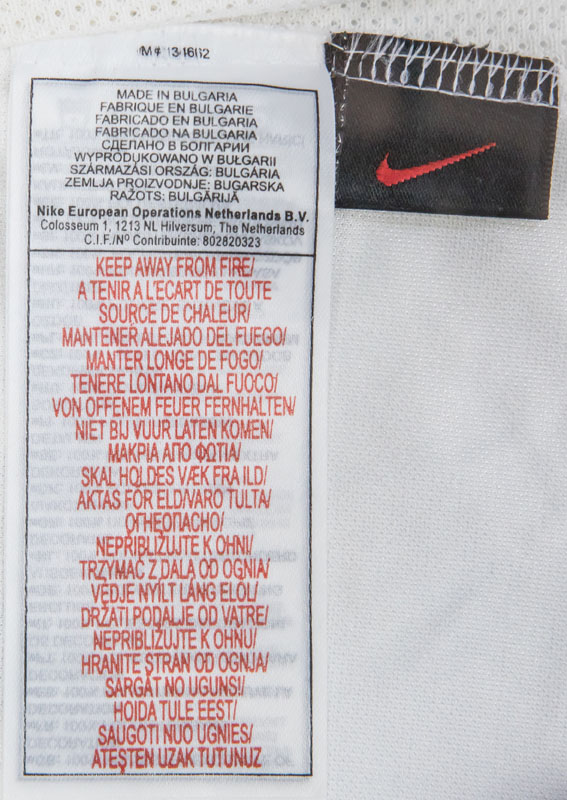 MADE IN BULGARIA
FABRIQUE EN BULGARIE
FABRICADO EN BULGARIA
FABRICADO NA BULGARIA
СДЕЛАНО В БОЛГАРИИ
WYPRODUKOWANO W BUŁGARII
SZÁRMAZÁSI ORSZÁG: BULGÁRIA
ZEMLJA PROIZVODNJE: BUGARSKA
RAŽOTS: BULGĀRIJĀ
Nike European Operations Netherlands B.V.
Colosseum 1, 1213 NL Hilversum, The Netherlands
C.I.F./Nº Contribuinte: 802820323
KEEP AWAY FROM FIRE/
A TENIR A L'ECART DE TOUTE
SOURCE DE CHALEUR/
MANTENER ALEJADO DEL FUEGO/
MANTER LONGE DE FOGO/
TENERE LONTANO DAL FUOCO/
VON OFFENEM FEUER FERNHALTEN/
NIET BIJ VUUR LATEN KOMEN/
ΜΑΚΡΙΑ ΑΠΟ ΦΩΤΙΑ/
SKAL HOLDES VÆK FRA ILD/
AKTAS FÖR ELD/VARO TULTA/
ОГНЕОПАСНО/
NEPŘIBLIŽUJTE K OHNI/
TRZYMAĆ Z DALA OD OGNIA/
VÉDJE NYÍLT LÁNG ELŐL/
DRŽATI PODALJE OD VATRE/
NEPRIBLIŽUJTE K OHŇU/
HRANITE STRAN OD OGNJA/
SARGĀT NO UGUNS!/
HOIDA TULE EEST/
SAUGOTI NUO UGNIES/
ATEŞTEN UZAK TUTUNUZ